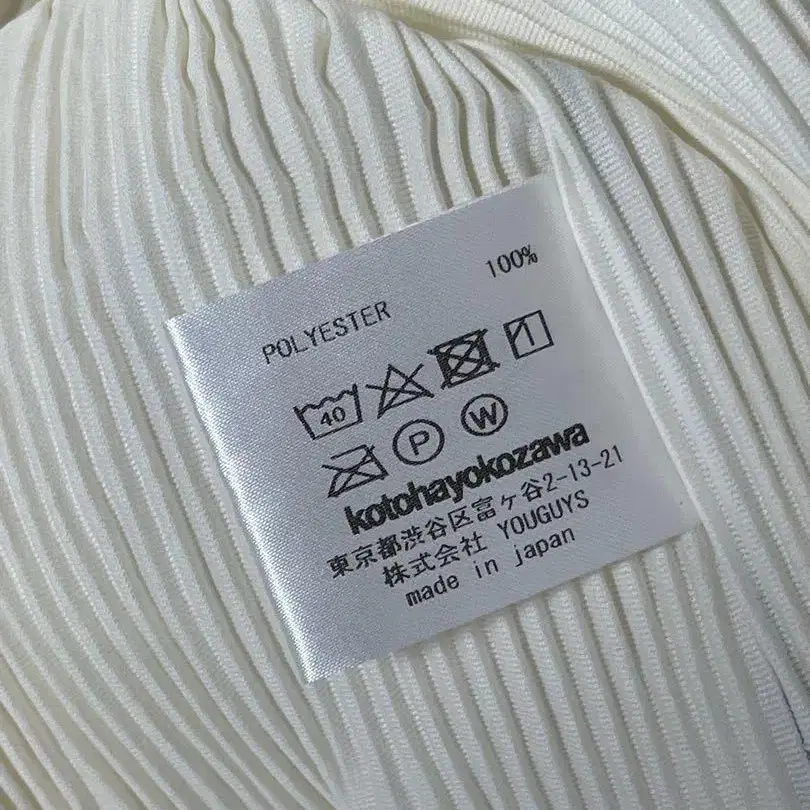 POLYESTER 100%
40
P W
kotohayokozawa
東京都渋谷区富ヶ谷2-13-21
株式会社 YOUGUYS
made in japan